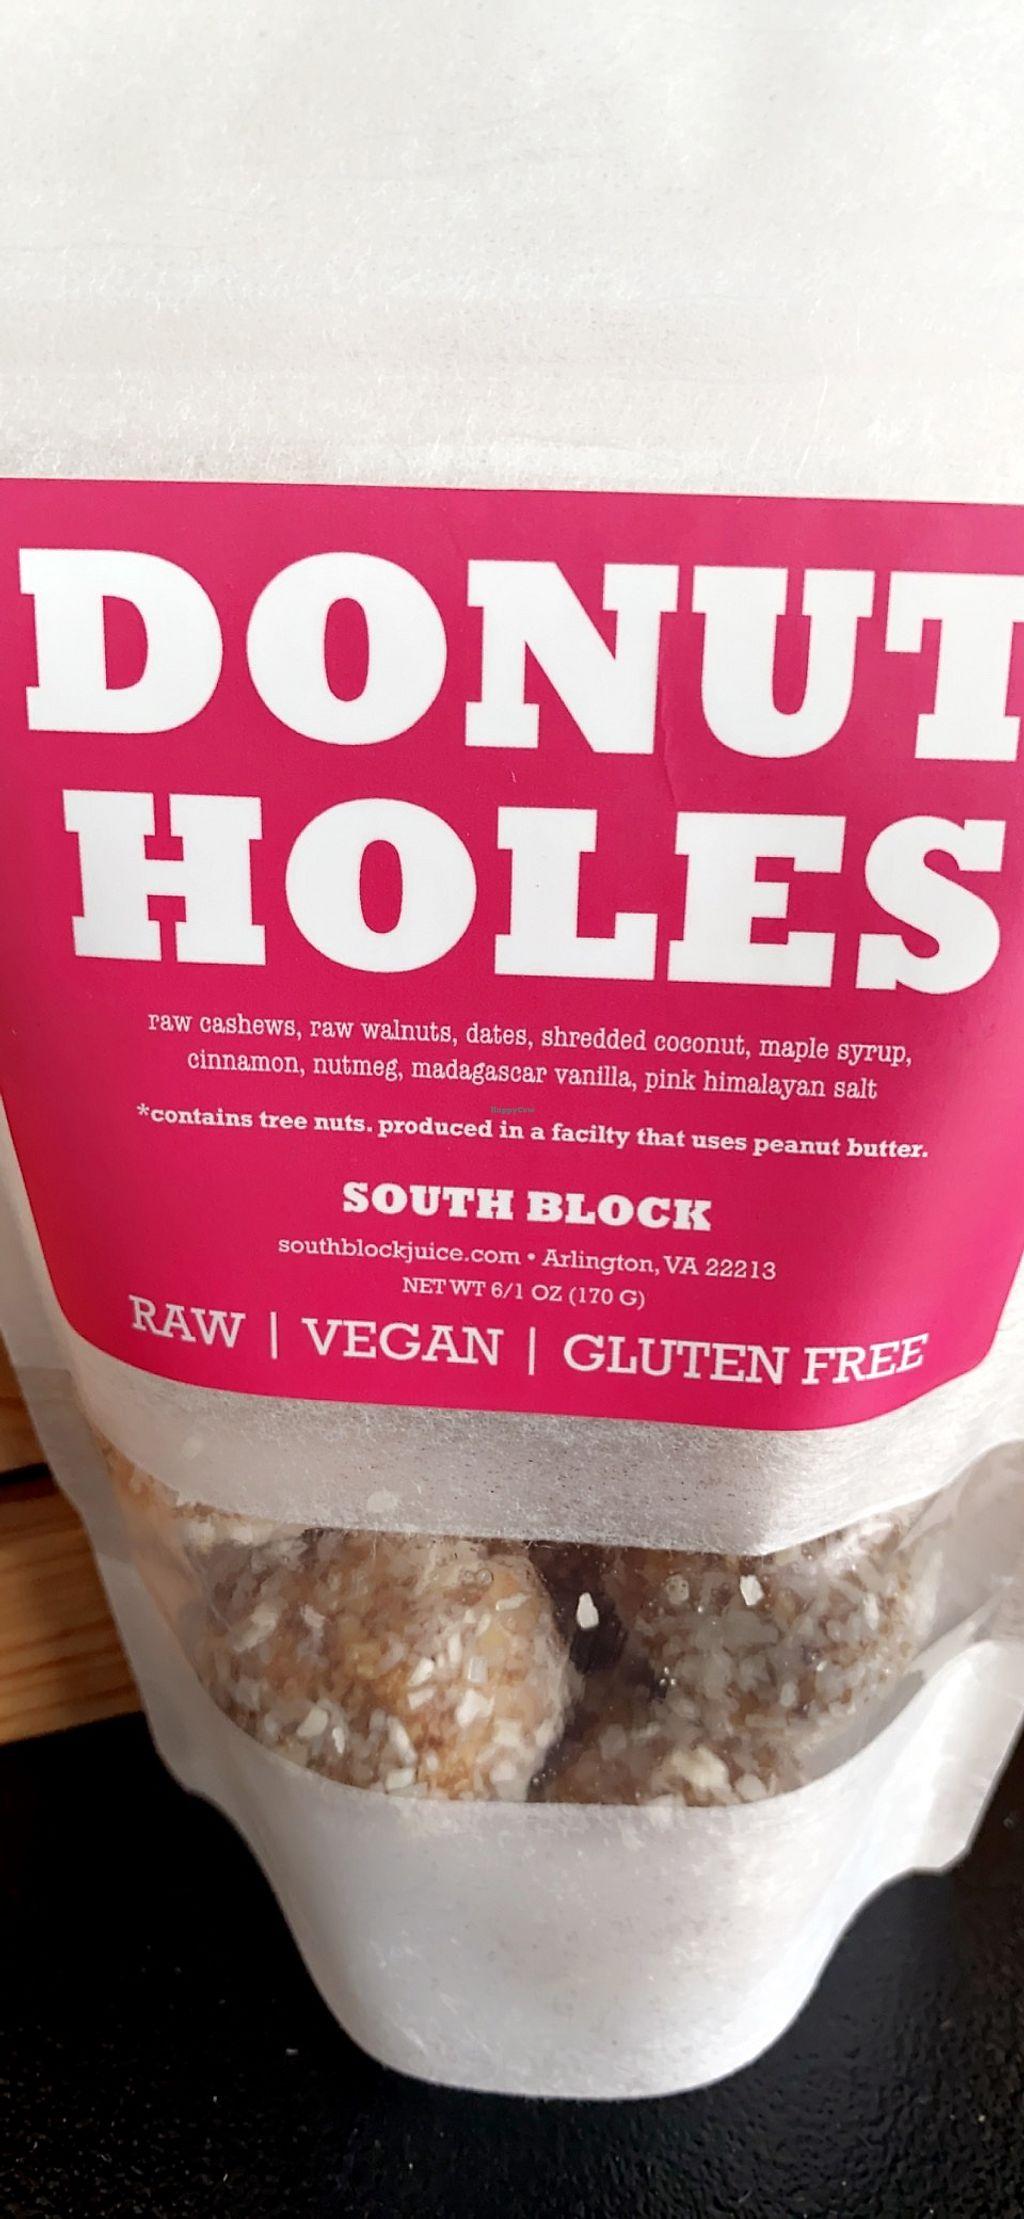 DONUT
HOLES
raw cashews, raw walnuts, dates, shredded coconut, maple syrup,
cinnamon, nutmeg, madagascar vanilla, pink himalayan salt
HappyCow
*contains tree nuts. produced in a facilty that uses peanut butter.
SOUTH BLOCK
southblockjuice.com • Arlington, VA 22213
NET WT 6/1 OZ (170 G)
RAW | VEGAN | GLUTEN FREE